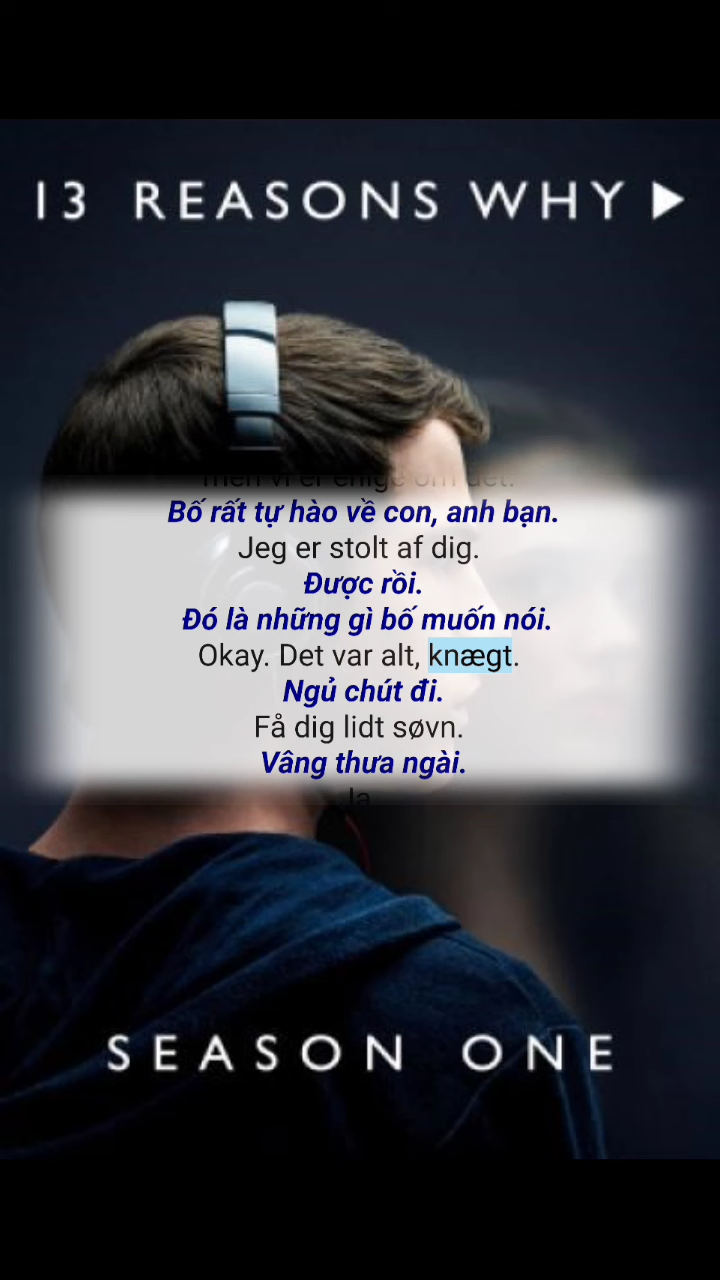 13 REASONS WHY
Bố rất tự hào về con, anh bạn.
Jeg er stolt af dig.
Được rồi.
Đó là những gì bố muốn nói.
Okay. Det var alt, knægt.
Ngủ chút đi.
Få dig lidt søvn.
Vâng thưa ngài.
Ja
SEASON ONE